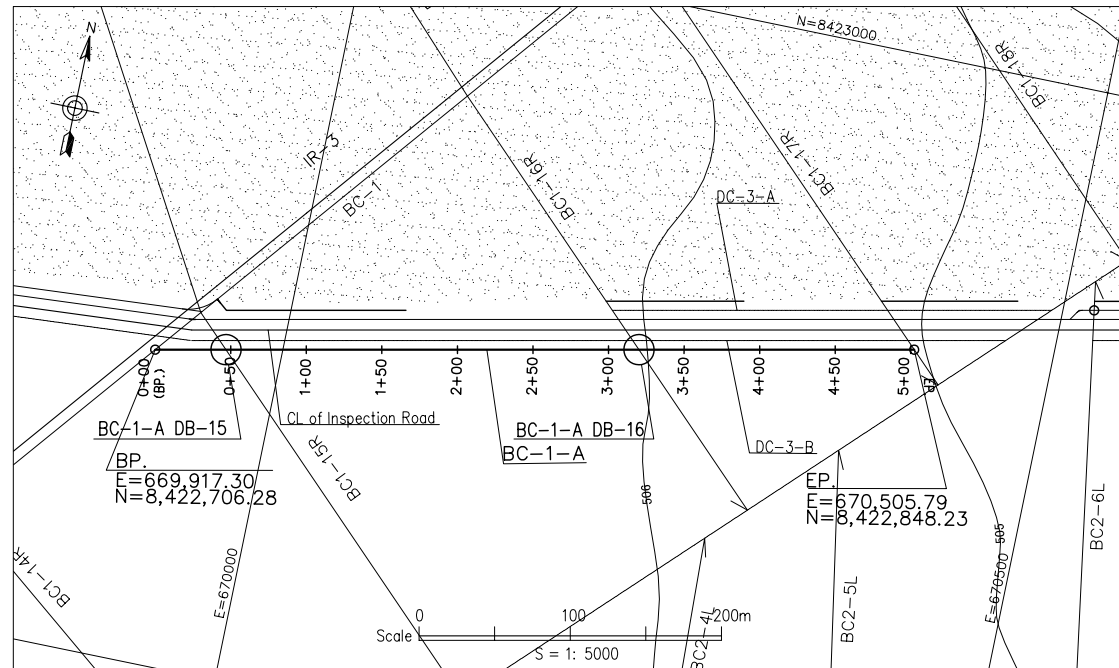 N
N=8423000
BC1-18R
IR-3
BC-1
BC1-16R
BC1-17R
DC-3-A
0+00
(BP.)
0+50
1+00
1+50
2+00
2+50
3+00
3+50
4+00
4+50
5+00
EP.
BC-1-A DB-15
CL of Inspection Road
BC-1-A DB-16
BC-1-A
DC-3-B
BP.
E=669,917.30
N=8,422,706.28
BC1-15R
EP.
E=670,505.79
N=8,422,848.23
506
505
BC2-6L
BC1-14R
E=670000
E=670500
BC2-5L
BC2-4L
0 100 200m
Scale
S = 1: 5000